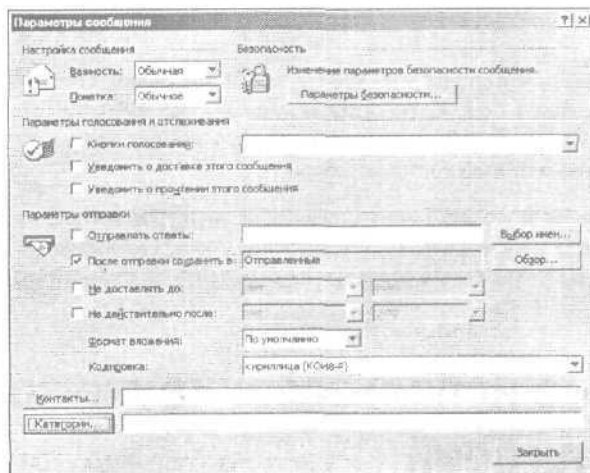 Параметры сообщения
Настройка сообщения
Безопасность
Важность: Обычная
Изменение параметров безопасности сообщения.
Пометка: Обычное
Параметры безопасности...
Параметры голосования и отслеживания
Кнопки голосования:
Уведомить о доставке этого сообщения
Уведомить о прочтении этого сообщения
Параметры отправки
Отправлять ответы:
Выбор имен...
После отправки сохранить в: Отправленные
Обзор...
Не доставлять до:
Не действительно после:
Формат вложения: По умолчанию
Кодировка: Кириллица (КОИ8-Р)
Контакты...
Категории...
Закрыть